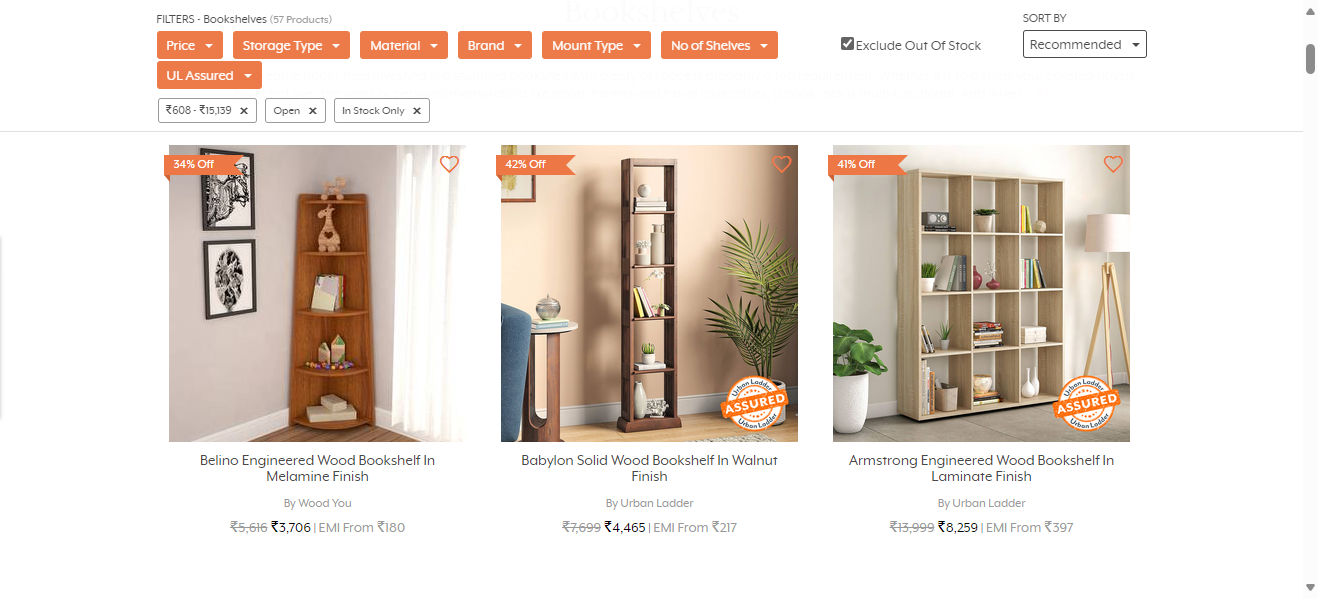 Bookshelves
FILTERS - Bookshelves (57 Products)
SORT BY
Price
Storage Type
Material
Brand
Mount Type
No of Shelves
Exclude Out Of Stock
Recommended
UL Assured
₹608 - ₹15,139 ×
Open ×
In Stock Only ×
34% Off
42% Off
41% Off
Urban Ladder
ASSURED
Urban Ladder
Urban Ladder
ASSURED
Urban Ladder
Belino Engineered Wood Bookshelf In
Melamine Finish
By Wood You
₹5,616 ₹3,706 | EMI From ₹180
Babylon Solid Wood Bookshelf In Walnut
Finish
By Urban Ladder
₹7,699 ₹4,465 | EMI From ₹217
Armstrong Engineered Wood Bookshelf In
Laminate Finish
By Urban Ladder
₹13,999 ₹8,259 | EMI From ₹397